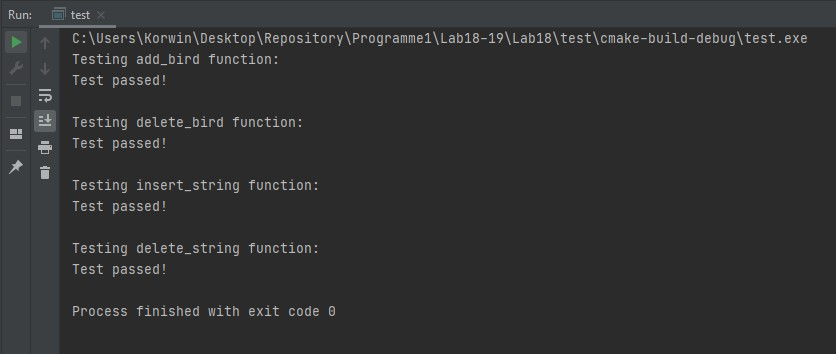 Run: test
C:\Users\Korwin\Desktop\Repository\Programme1\Lab18-19\Lab18\test\cmake-build-debug\test.exe
Testing add_bird function:
Test passed!
Testing delete_bird function:
Test passed!
Testing insert_string function:
Test passed!
Testing delete_string function:
Test passed!
Process finished with exit code 0